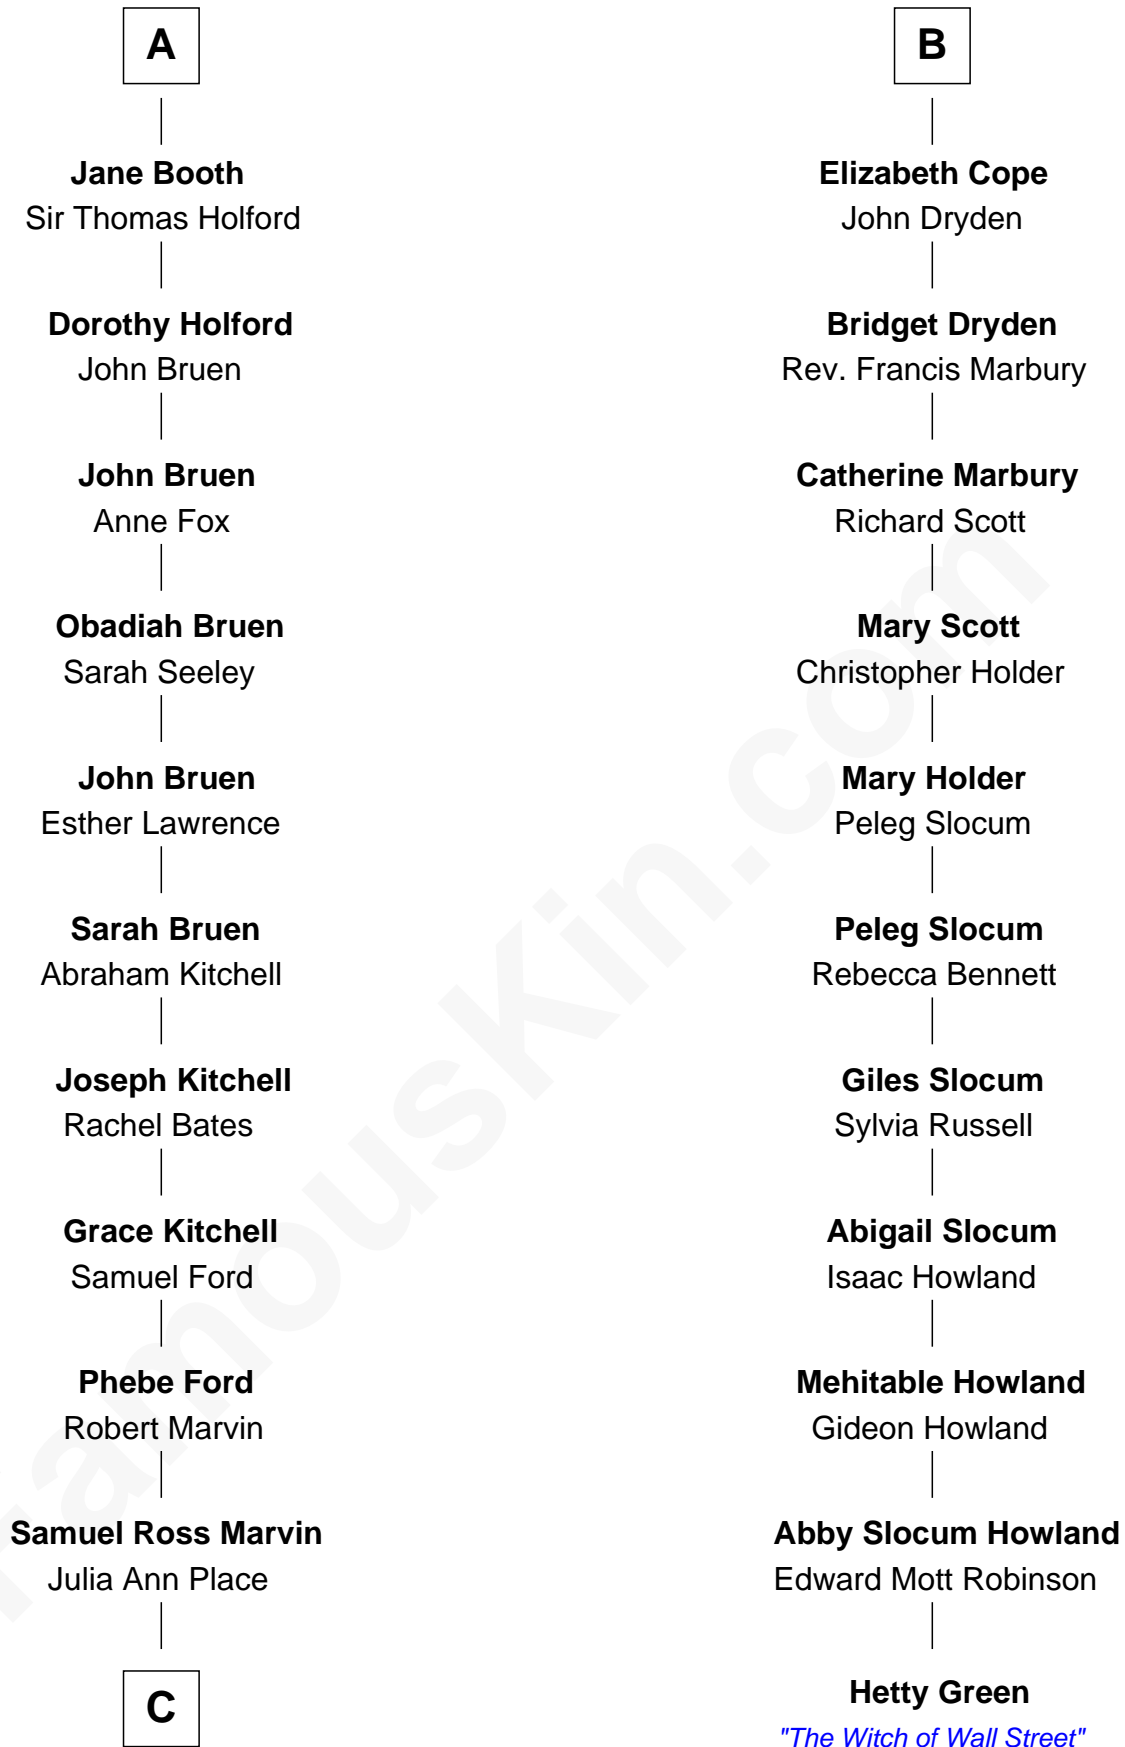 A
Jane Booth
Sir Thomas Holford
Dorothy Holford
John Bruen
John Bruen
Anne Fox
Obadiah Bruen
Sarah Seeley
John Bruen
Esther Lawrence
Sarah Bruen
Abraham Kitchell
Joseph Kitchell
Rachel Bates
Grace Kitchell
Samuel Ford
Phebe Ford
Robert Marvin
Samuel Ross Marvin
Julia Ann Place
C
B
Elizabeth Cope
John Dryden
Bridget Dryden
Rev. Francis Marbury
Catherine Marbury
Richard Scott
Mary Scott
Christopher Holder
Mary Holder
Peleg Slocum
Peleg Slocum
Rebecca Bennett
Giles Slocum
Sylvia Russell
Abigail Slocum
Isaac Howland
Mehitable Howland
Gideon Howland
Abby Slocum Howland
Edward Mott Robinson
Hetty Green
"The Witch of Wall Street"
FamousKin.com